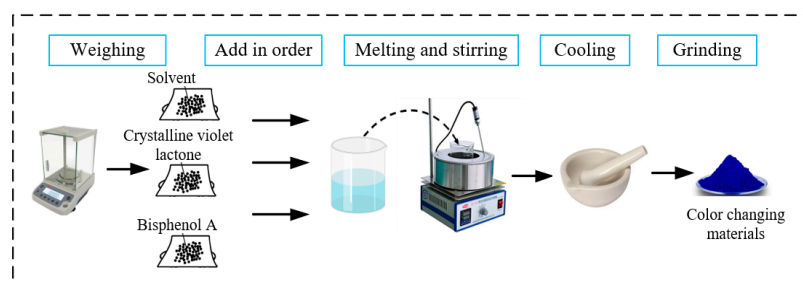 Weighing
Add in order
Melting and stirring
Cooling
Grinding
Solvent
Crystalline violet
lactone
Bisphenol A
Color changing
materials